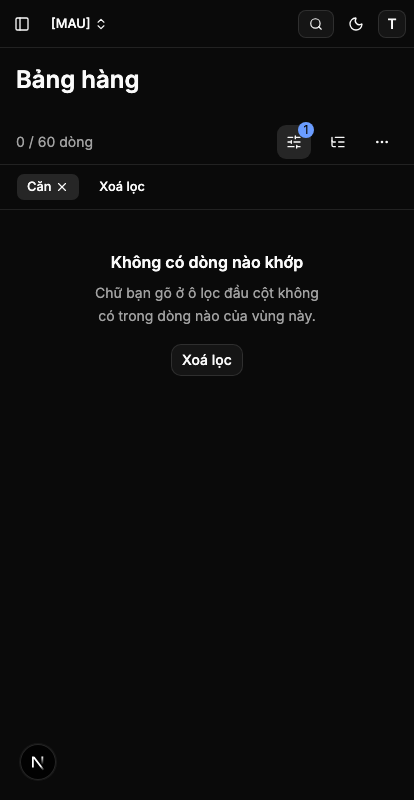 [MAU]
T
Bảng hàng
0 / 60 dòng
1
Căn
Xoá lọc
Không có dòng nào khớp
Chữ bạn gõ ở ô lọc đầu cột không
có trong dòng nào của vùng này.
Xoá lọc
N